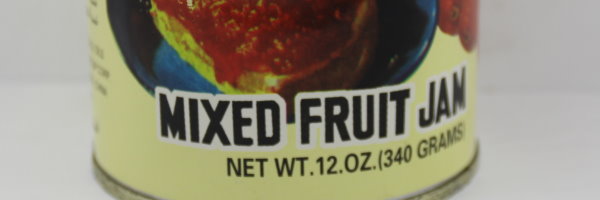 MIXED FRUIT JAM
NET WT.12.OZ.(340 GRAMS)